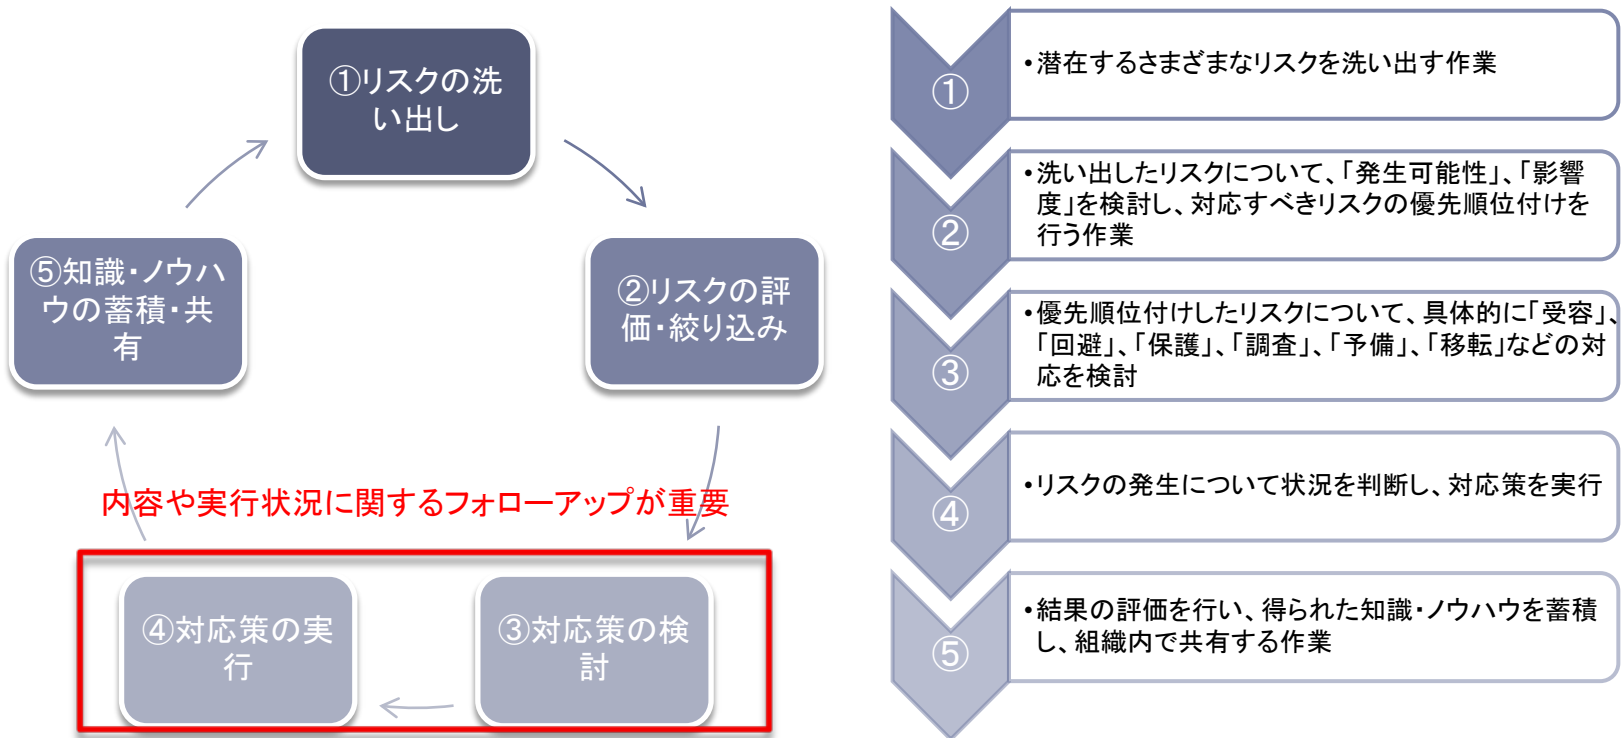 ①リスクの洗
い出し
②リスクの評
価・絞り込み
③対応策の検
討
④対応策の実
行
⑤知識・ノウハ
ウの蓄積・共
有
内容や実行状況に関するフォローアップが重要
①
•潜在するさまざまなリスクを洗い出す作業
②
•洗い出したリスクについて、「発生可能性」、「影響
度」を検討し、対応すべきリスクの優先順位付けを
行う作業
③
•優先順位付けしたリスクについて、具体的に「受容」、
「回避」、「保護」、「調査」、「予備」、「移転」などの対
応を検討
④
•リスクの発生について状況を判断し、対応策を実行
⑤
•結果の評価を行い、得られた知識・ノウハウを蓄積
し、組織内で共有する作業